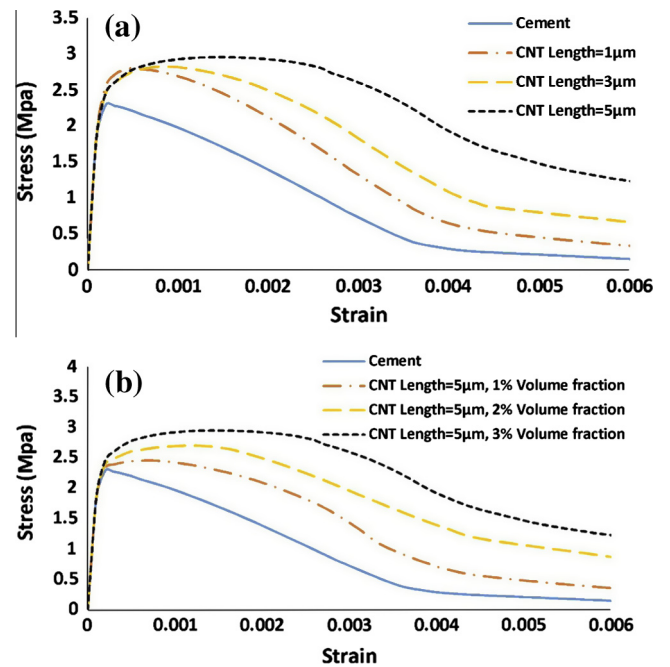 (a)
Cement
CNT Length=1μm
CNT Length=3μm
CNT Length=5μm
Stress (Mpa)
3.5
3
2.5
2
1.5
1
0.5
0
0 0.001 0.002 0.003 0.004 0.005 0.006
Strain
(b)
Cement
CNT Length=5μm, 1% Volume fraction
CNT Length=5μm, 2% Volume fraction
CNT Length=5μm, 3% Volume fraction
Stress (Mpa)
4
3.5
3
2.5
2
1.5
1
0.5
0
0 0.001 0.002 0.003 0.004 0.005 0.006
Strain